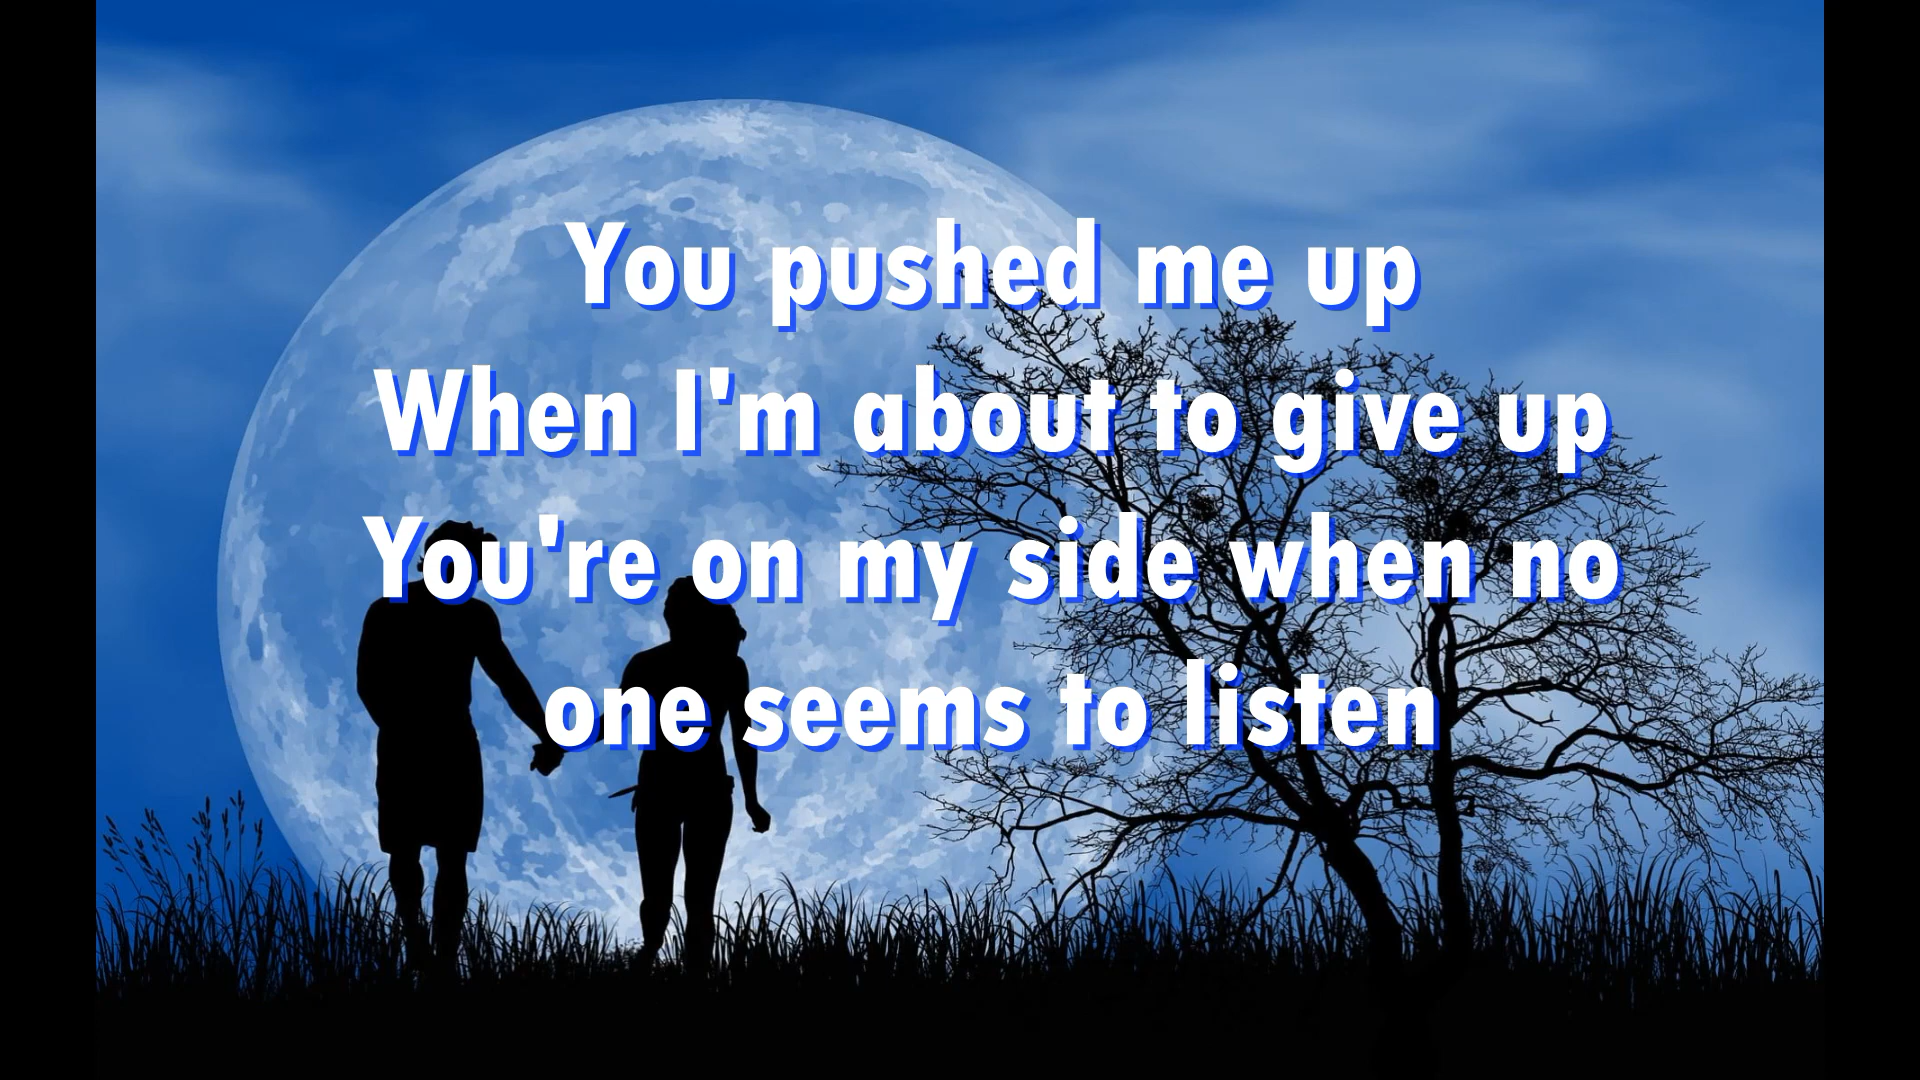 You pushed me up
When I'm about to give up
You're on my side when no
one seems to listen